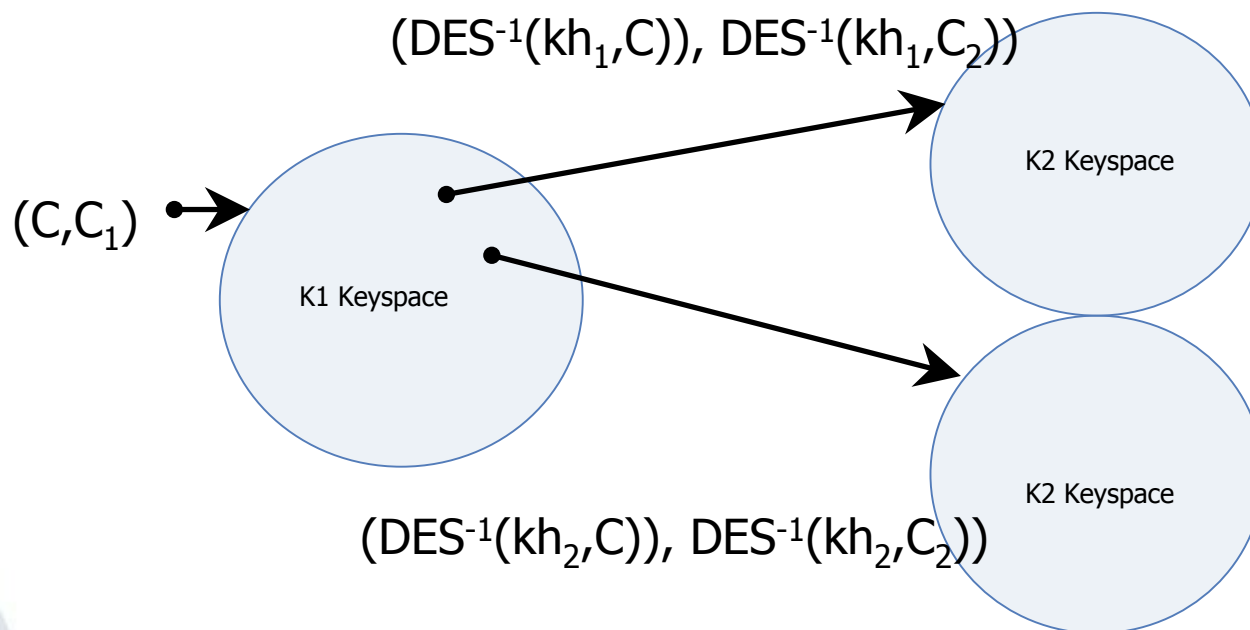 (DES⁻¹(kh₁,C)), DES⁻¹(kh₁,C₂))
K2 Keyspace
(C,C₁)
K1 Keyspace
K2 Keyspace
(DES⁻¹(kh₂,C)), DES⁻¹(kh₂,C₂))